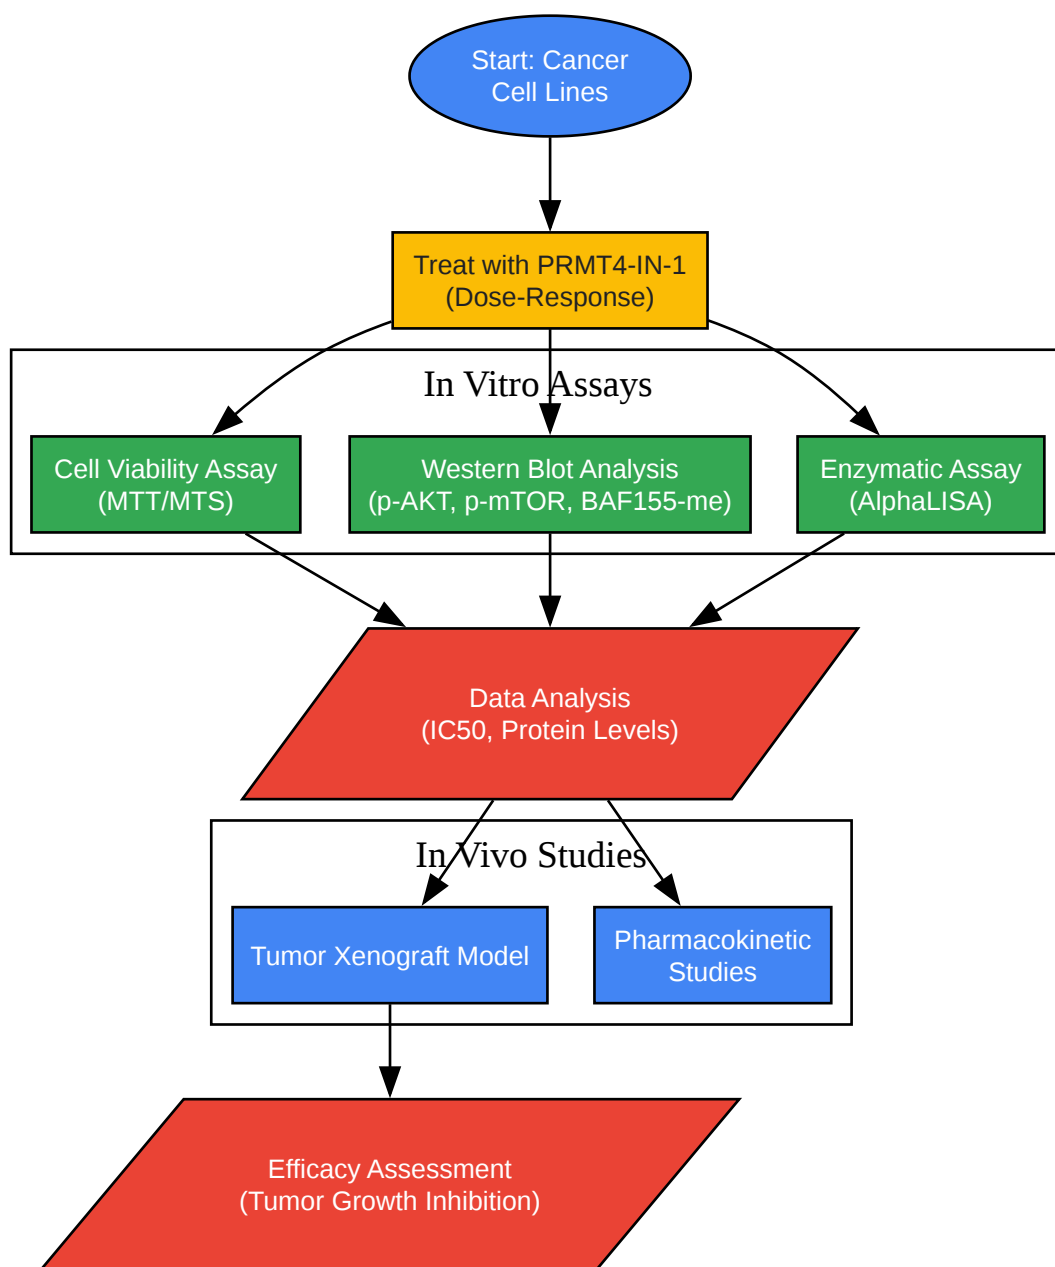 Start: Cancer
Cell Lines
Treat with PRMT4-IN-1
(Dose-Response)
In Vitro Assays
Cell Viability Assay
(MTT/MTS)
Western Blot Analysis
(p-AKT, p-mTOR, BAF155-me)
Enzymatic Assay
(AlphaLISA)
Data Analysis
(IC50, Protein Levels)
In Vivo Studies
Tumor Xenograft Model
Pharmacokinetic
Studies
Efficacy Assessment
(Tumor Growth Inhibition)